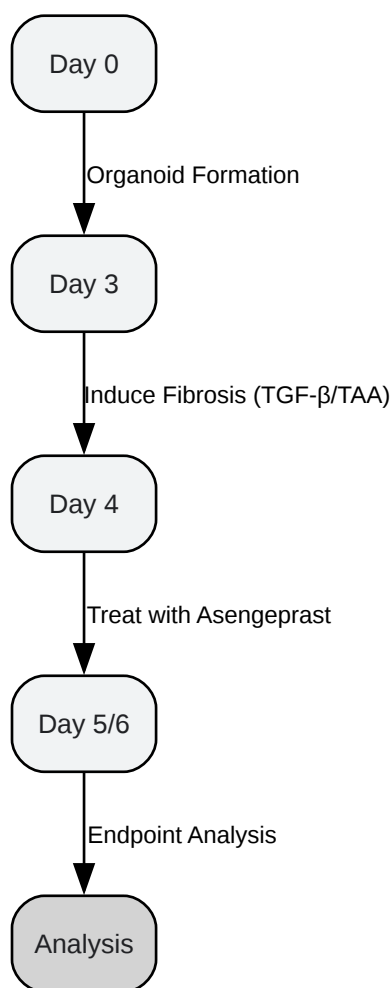 Day 0
Organoid Formation
Day 3
Induce Fibrosis (TGF-β/TAA)
Day 4
Treat with Asengeprast
Day 5/6
Endpoint Analysis
Analysis